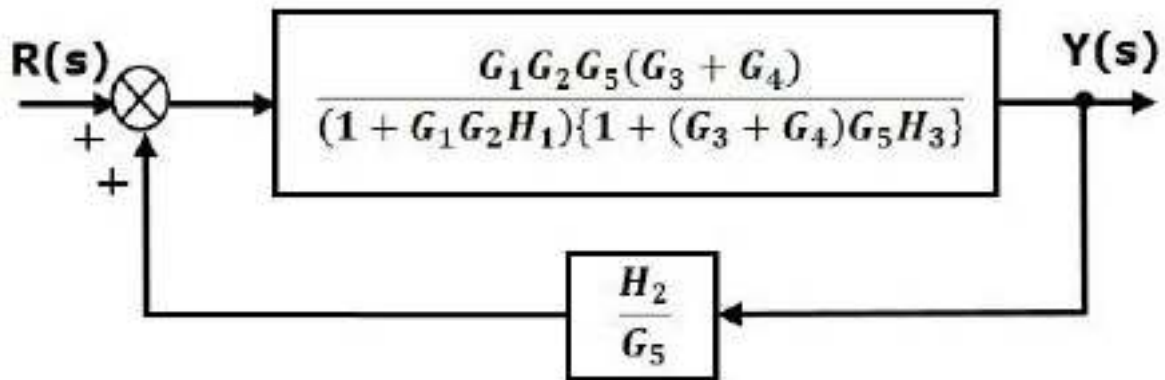 R(s)
Y(s)
G₁G₂G₅(G₃ + G₄)
(1 + G₁G₂H₁){1 + (G₃ + G₄)G₅H₃}
+
+
H₂
G₅